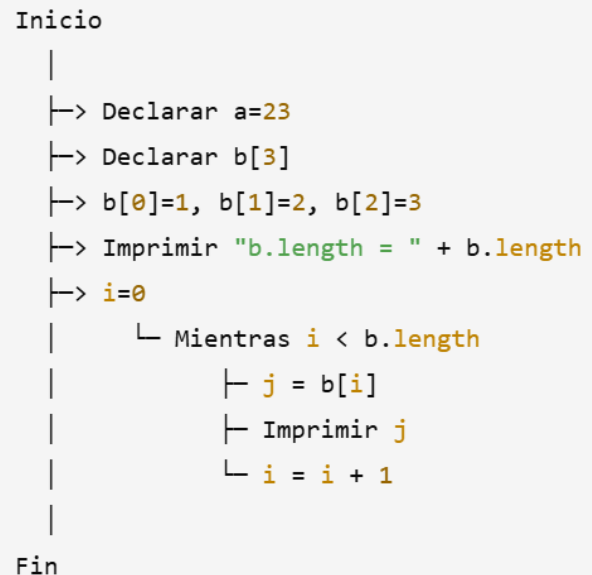 Inicio
│
├─> Declarar a=23
├─> Declarar b[3]
├─> b[0]=1, b[1]=2, b[2]=3
├─> Imprimir "b.length = " + b.length
├─> i=0
│     └─ Mientras i < b.length
│           ├─ j = b[i]
│           ├─ Imprimir j
│           └─ i = i + 1
│
Fin